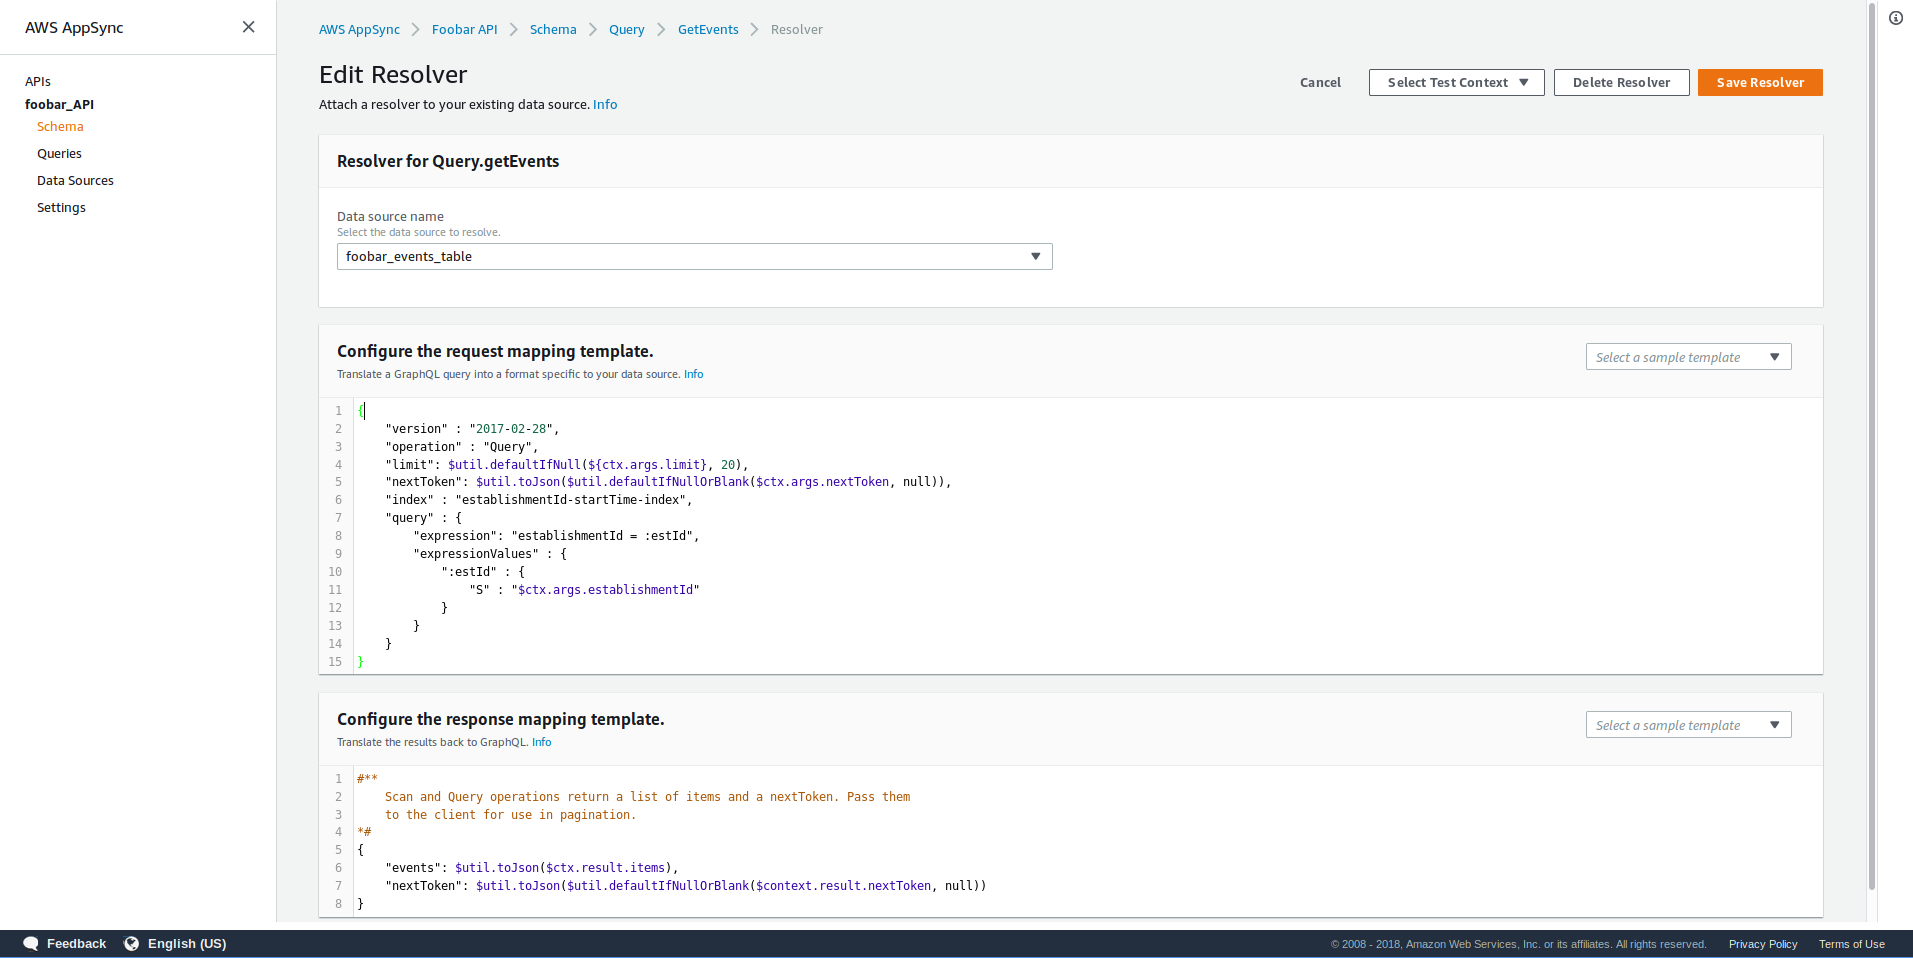 AWS AppSync
APIs
foobar_API
Schema
Queries
Data Sources
Settings
AWS AppSync > Foobar API > Schema > Query > GetEvents > Resolver
Edit Resolver
Attach a resolver to your existing data source. Info
Cancel
Select Test Context
Delete Resolver
Save Resolver
Resolver for Query.getEvents
Data source name
Select the data source to resolve.
foobar_events_table
Configure the request mapping template.
Translate a GraphQL query into a format specific to your data source. Info
Select a sample template
1 {
2     "version" : "2017-02-28",
3     "operation" : "Query",
4     "limit": $util.defaultIfNull(${ctx.args.limit}, 20),
5     "nextToken": $util.toJson($util.defaultIfNullOrBlank($ctx.args.nextToken, null)),
6     "index" : "establishmentId-startTime-index",
7     "query" : {
8         "expression": "establishmentId = :estId",
9         "expressionValues" : {
10             ":estId" : {
11                 "S" : "$ctx.args.establishmentId"
12             }
13         }
14     }
15 }
Configure the response mapping template.
Translate the results back to GraphQL. Info
Select a sample template
1 #**
2     Scan and Query operations return a list of items and a nextToken. Pass them
3     to the client for use in pagination.
4 *#
5 {
6     "events": $util.toJson($ctx.result.items),
7     "nextToken": $util.toJson($util.defaultIfNullOrBlank($context.result.nextToken, null))
8 }
Feedback
English (US)
© 2008 - 2018, Amazon Web Services, Inc. or its affiliates. All rights reserved.
Privacy Policy
Terms of Use